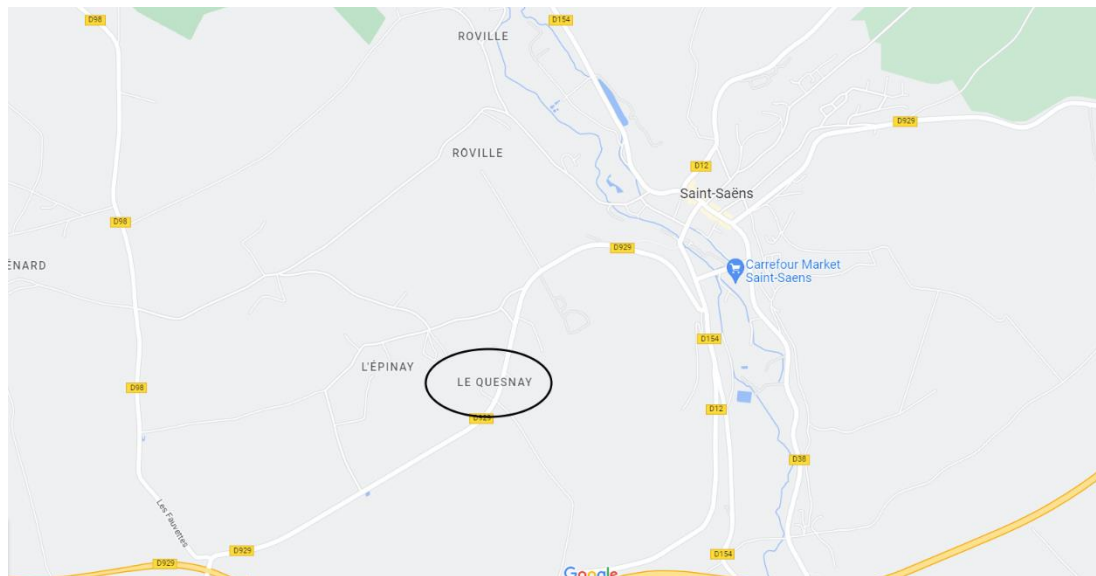 D98
D154
ROVILLE
D929
ROVILLE
D12
Saint-Saëns
D98
D929
ÉNARD
Carrefour Market
Saint-Saens
D154
L'ÉPINAY
LE QUESNAY
D98
D12
D929
D38
Les Fauvettes
D929
D929
D154
Google